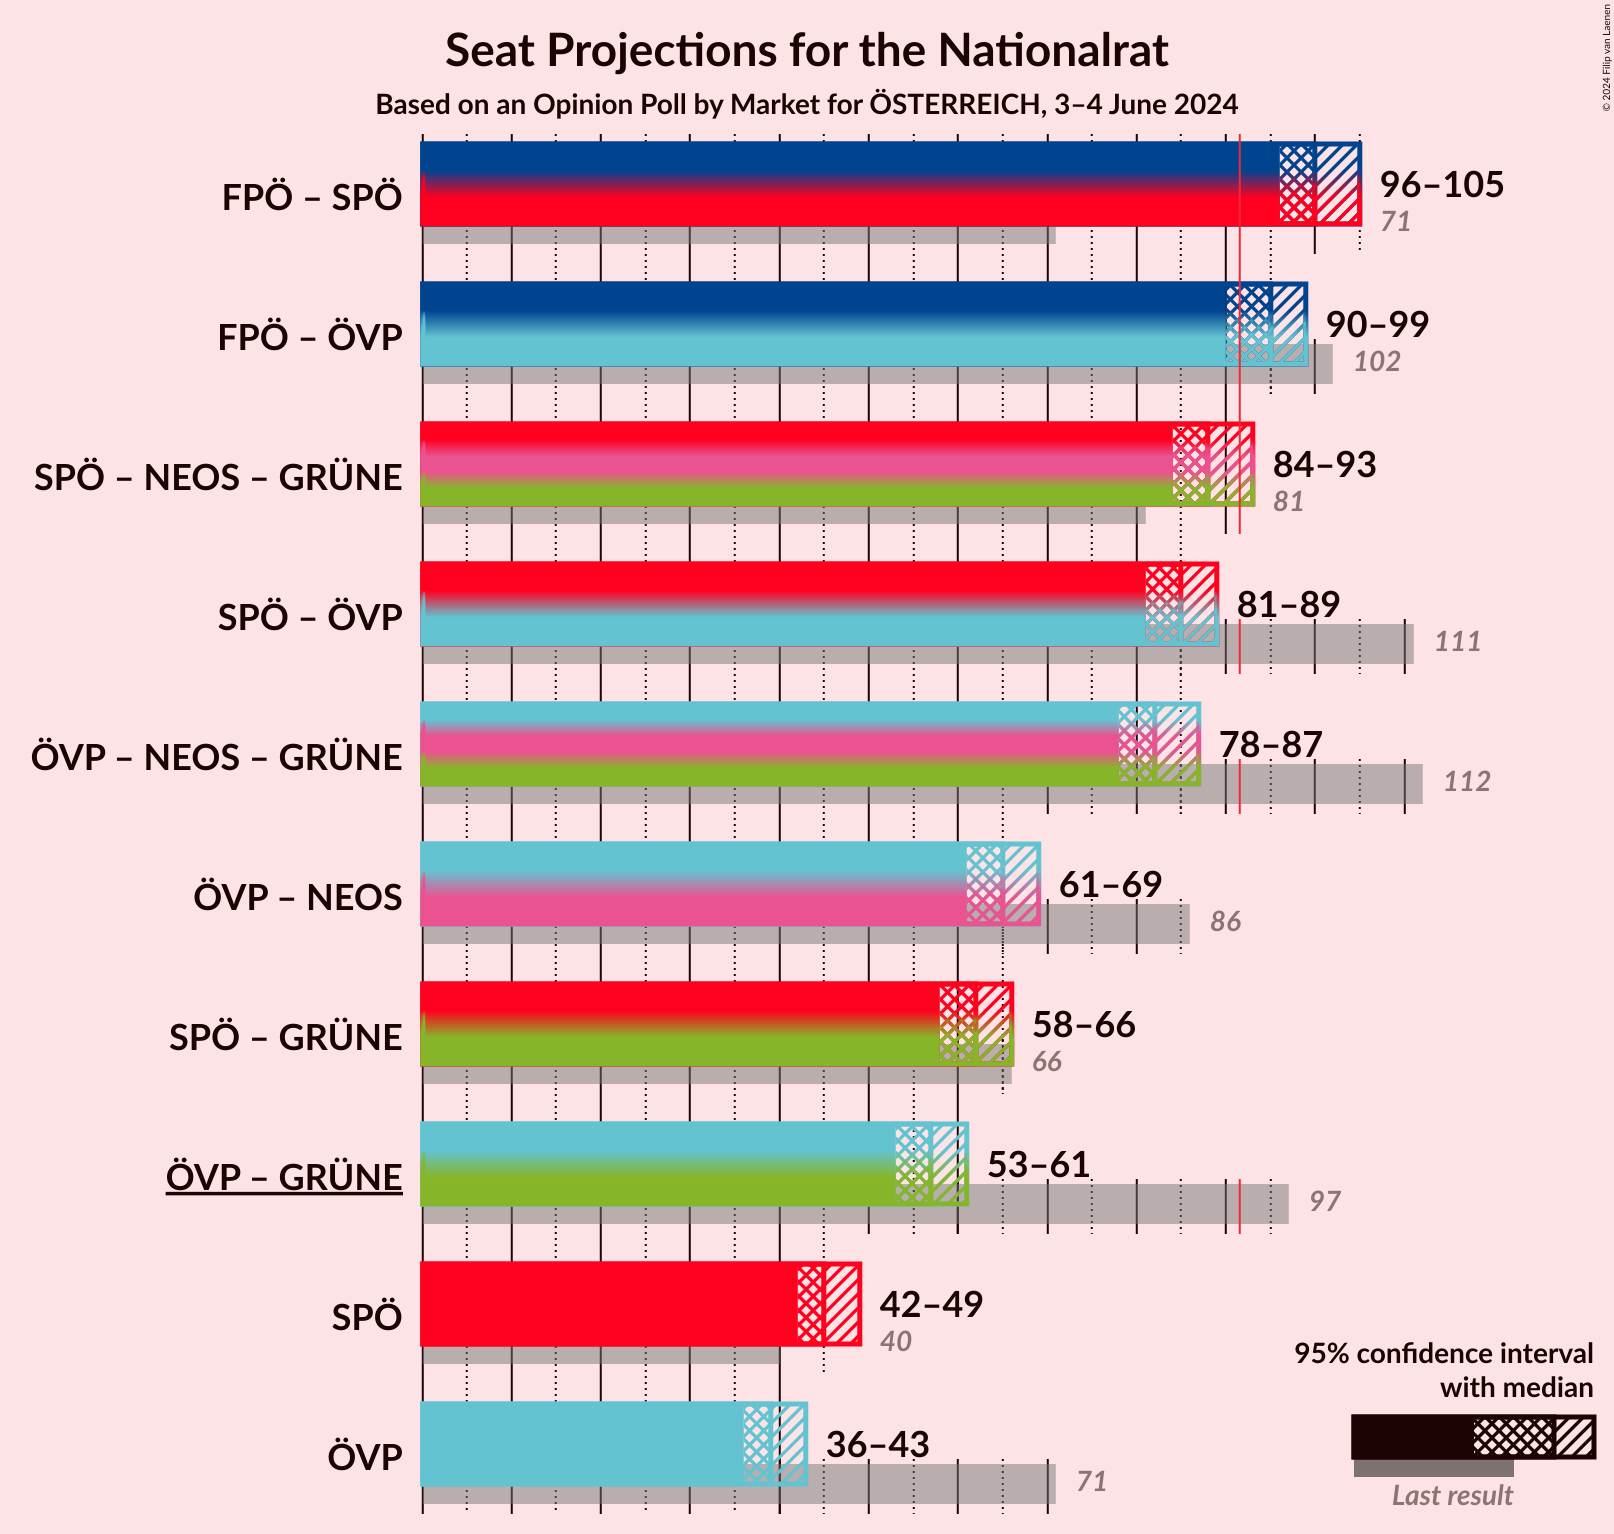 Seat Projections for the Nationalrat
Based on an Opinion Poll by Market for ÖSTERREICH, 3–4 June 2024
© 2024 Filip van Laenen
FPÖ – SPÖ
96–105
71
FPÖ – ÖVP
90–99
102
SPÖ – NEOS – GRÜNE
84–93
81
SPÖ – ÖVP
81–89
111
ÖVP – NEOS – GRÜNE
78–87
112
ÖVP – NEOS
61–69
86
SPÖ – GRÜNE
58–66
66
ÖVP – GRÜNE
53–61
97
SPÖ
42–49
40
ÖVP
36–43
71
95% confidence interval
with median
Last result